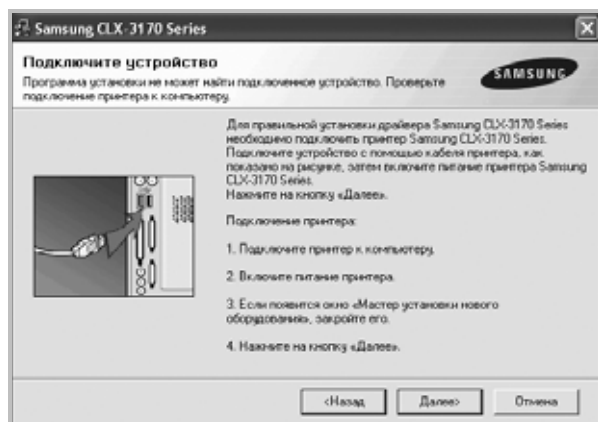 Samsung CLX-3170 Series
Подключите устройство
Программа установки не может найти подключенное устройство. Проверьте
подключение принтера к компьютеру.
SAMSUNG
Для правильной установки драйвера Samsung CLX-3170 Series
необходимо подключить принтер Samsung CLX-3170 Series.
Подключите устройство с помощью кабеля принтера, как
показано на рисунке, затем включите питание принтера Samsung
CLX-3170 Series.
Нажмите на кнопку «Далее».
Подключение принтера:
1. Подключите принтер к компьютеру.
2. Включите питание принтера.
3. Если появится окно «Мастер установки нового
оборудования», закройте его.
4. Нажмите на кнопку «Далее».
<Назад
Далее>
Отмена